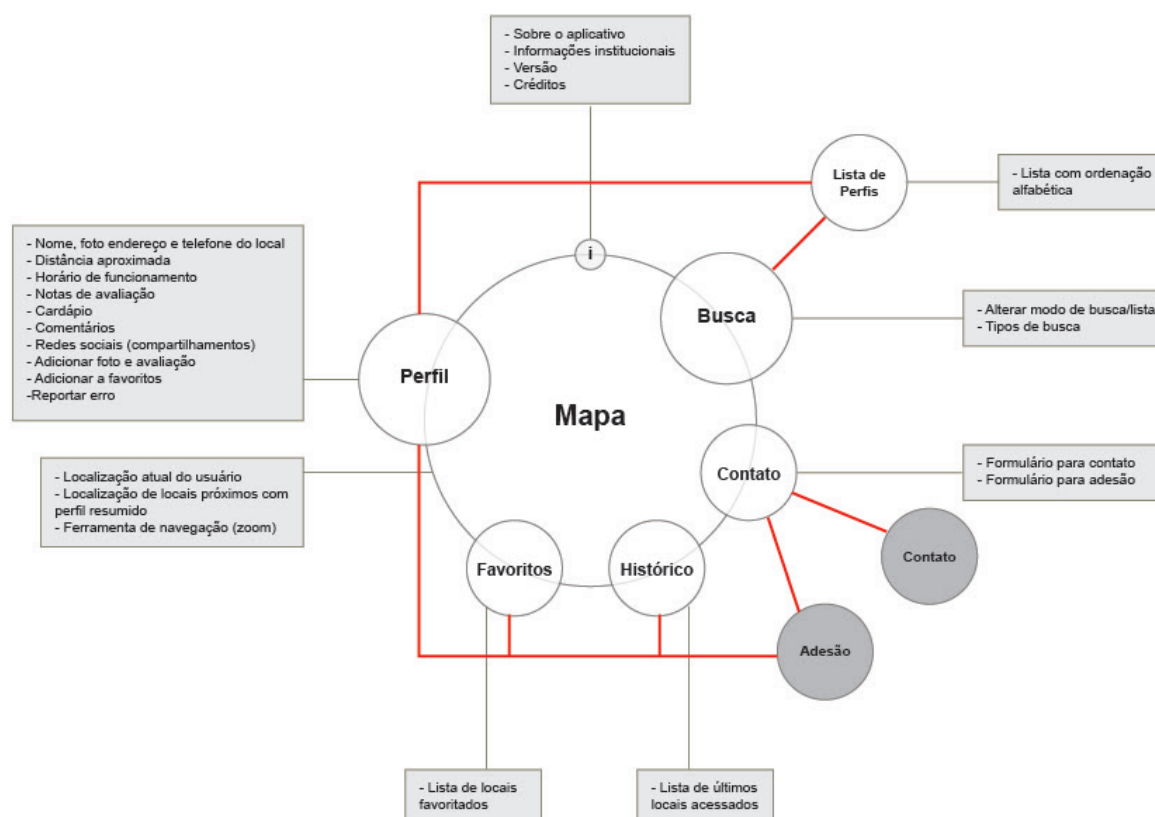 - Sobre o aplicativo
- Informações institucionais
- Versão
- Créditos
Lista de
Perfis
- Lista com ordenação
alfabética
- Nome, foto endereço e telefone do local
- Distância aproximada
- Horário de funcionamento
- Notas de avaliação
- Cardápio
- Comentários
- Redes sociais (compartilhamentos)
- Adicionar foto e avaliação
- Adicionar a favoritos
-Reportar erro
i
Busca
- Alterar modo de busca/lista
- Tipos de busca
Perfil
Mapa
- Localização atual do usuário
- Localização de locais próximos com
perfil resumido
- Ferramenta de navegação (zoom)
Contato
- Formulário para contato
- Formulário para adesão
Favoritos
Histórico
Contato
Adesão
- Lista de locais
favoritados
- Lista de últimos
locais acessados